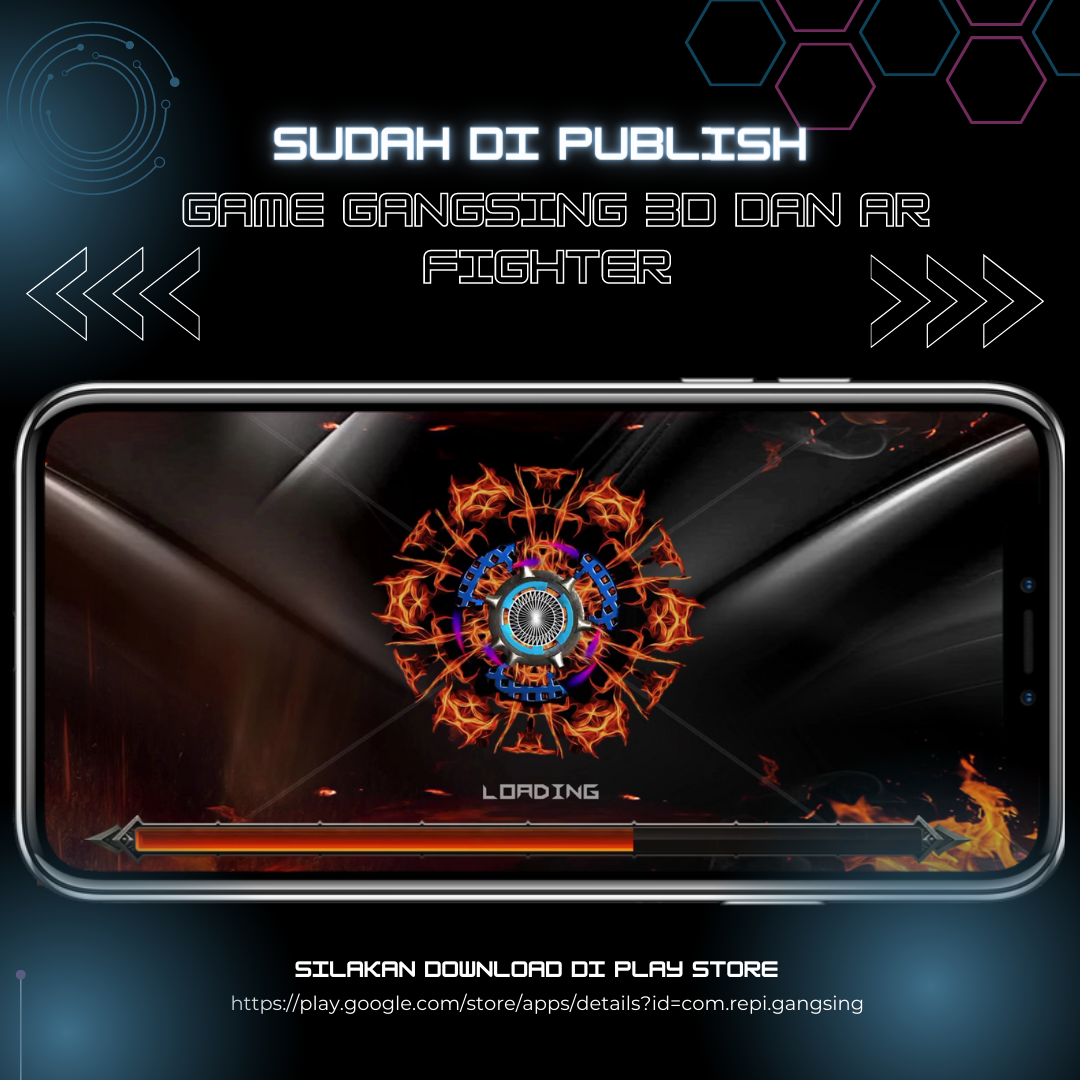 SUDAH DI PUBLISH
GAME GANGSING 3D DAN AR
FIGHTER
LOADING
SILAKAN DOWNLOAD DI PLAY STORE
https://play.google.com/store/apps/details?id=com.repi.gangsing